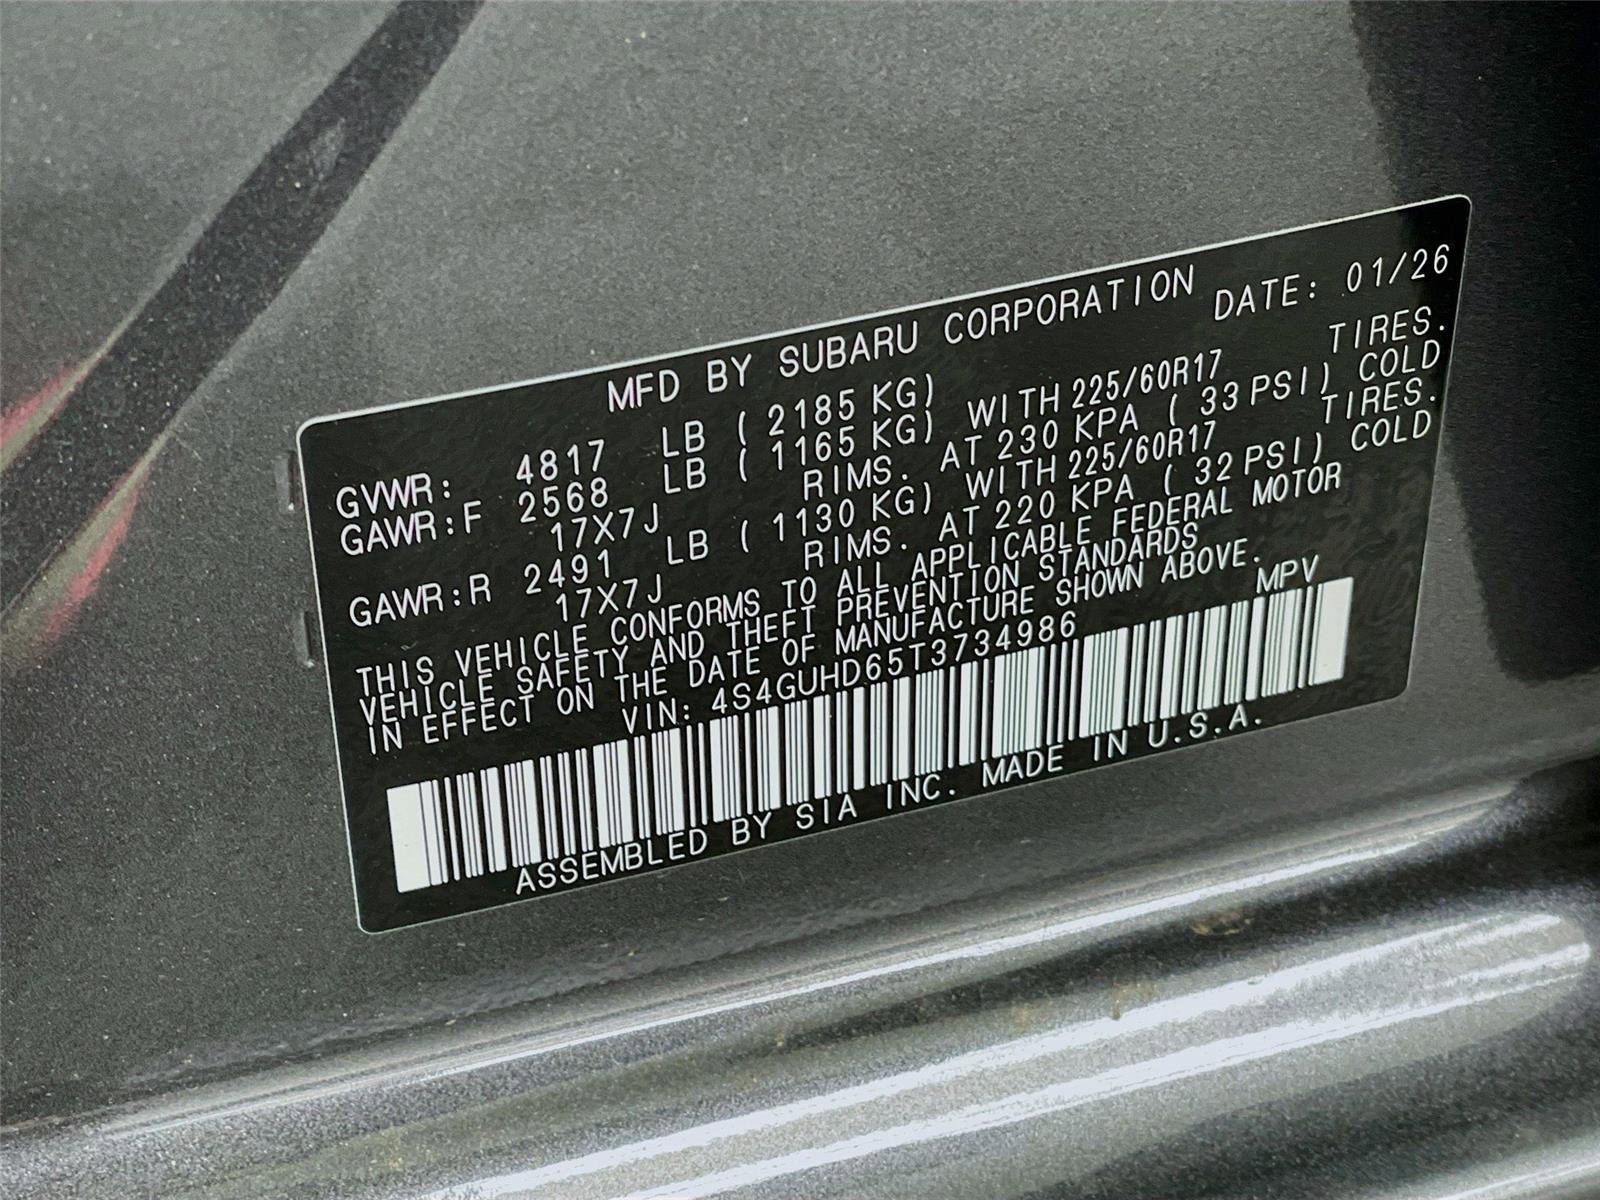 MFD BY SUBARU CORPORATION DATE: 01/26
GVWR: 4817 LB ( 2185 KG)
GAWR:F 2568 LB ( 1165 KG) WITH 225/60R17 TIRES.
17X7J RIMS. AT 230 KPA ( 33 PSI) COLD
GAWR:R 2491 LB ( 1130 KG) WITH 225/60R17 TIRES.
17X7J RIMS. AT 220 KPA ( 32 PSI) COLD
THIS VEHICLE CONFORMS TO ALL APPLICABLE FEDERAL MOTOR
VEHICLE SAFETY AND THEFT PREVENTION STANDARDS
IN EFFECT ON THE DATE OF MANUFACTURE SHOWN ABOVE.
VIN: 4S4GUHD65T3734986 MPV
ASSEMBLED BY SIA INC. MADE IN U.S.A.